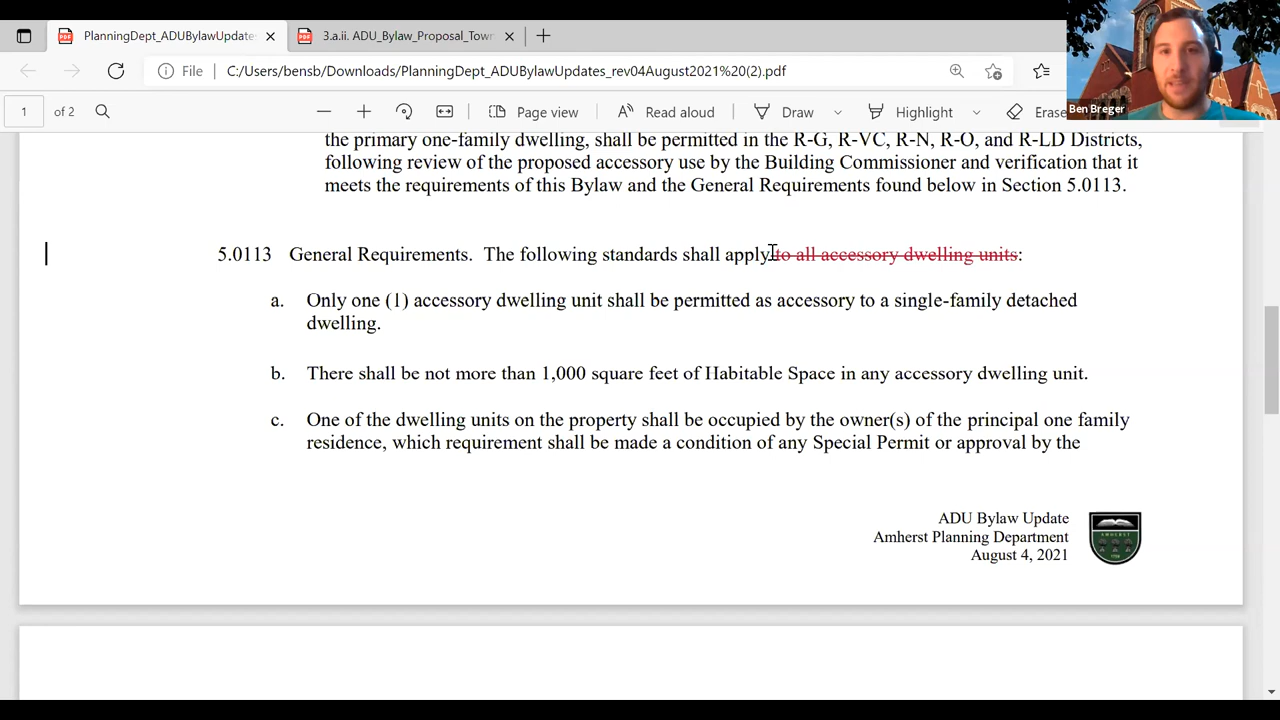 PlanningDept_ADUBylawUpdate
3.a.ii. ADU_Bylaw_Proposal_Town
File
C:/Users/bensb/Downloads/PlanningDept_ADUBylawUpdates_rev04August2021%20(2).pdf
Ben Breger
1 of 2
Page view
Read aloud
Draw
Highlight
Erase
the primary one-family dwelling, shall be permitted in the R-G, R-VC, R-N, R-O, and R-LD Districts,
following review of the proposed accessory use by the Building Commissioner and verification that it
meets the requirements of this Bylaw and the General Requirements found below in Section 5.0113.
5.0113 General Requirements. The following standards shall apply to all accessory dwelling units:
a. Only one (1) accessory dwelling unit shall be permitted as accessory to a single-family detached
dwelling.
b. There shall be not more than 1,000 square feet of Habitable Space in any accessory dwelling unit.
c. One of the dwelling units on the property shall be occupied by the owner(s) of the principal one family
residence, which requirement shall be made a condition of any Special Permit or approval by the
ADU Bylaw Update
Amherst Planning Department
August 4, 2021
AMHERST